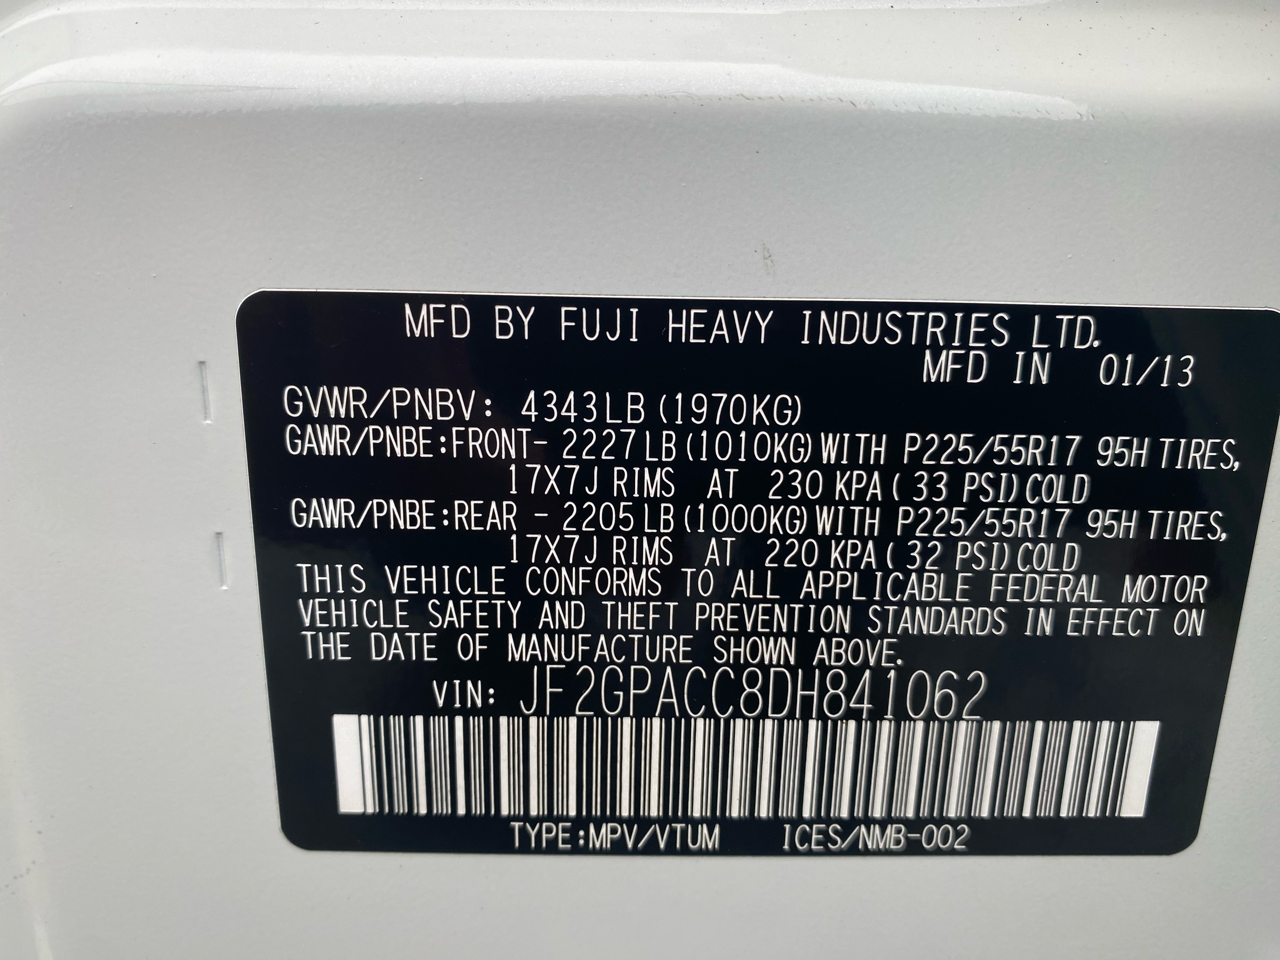 MFD BY FUJI HEAVY INDUSTRIES LTD.
MFD IN 01/13
GVWR/PNBV: 4343LB (1970KG)
GAWR/PNBE:FRONT- 2227LB (1010KG) WITH P225/55R17 95H TIRES,
17X7J RIMS AT 230 KPA ( 33 PSI) COLD
GAWR/PNBE:REAR - 2205LB (1000KG) WITH P225/55R17 95H TIRES,
17X7J RIMS AT 220 KPA ( 32 PSI) COLD
THIS VEHICLE CONFORMS TO ALL APPLICABLE FEDERAL MOTOR
VEHICLE SAFETY AND THEFT PREVENTION STANDARDS IN EFFECT ON
THE DATE OF MANUFACTURE SHOWN ABOVE.
VIN: JF2GPACC8DH841062
TYPE:MPV/VTUM ICES/NMB-002